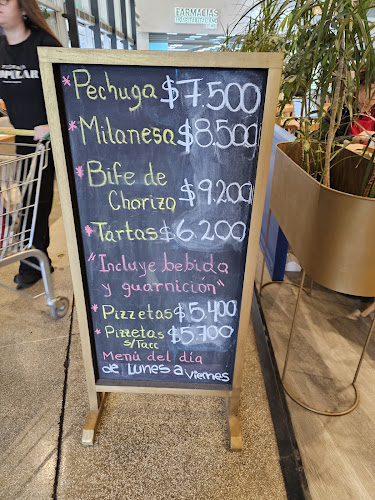 FARMACIAS
* Pechuga $7.500
* Milanesa $8.500
* Bife de
Chorizo $9.200
* Tartas $6.200
"Incluye bebida
y guarnición"
* Pizzetas $5.400
* Pizzetas $5.700
s/Tacc
Menú del día
de Lunes a viernes